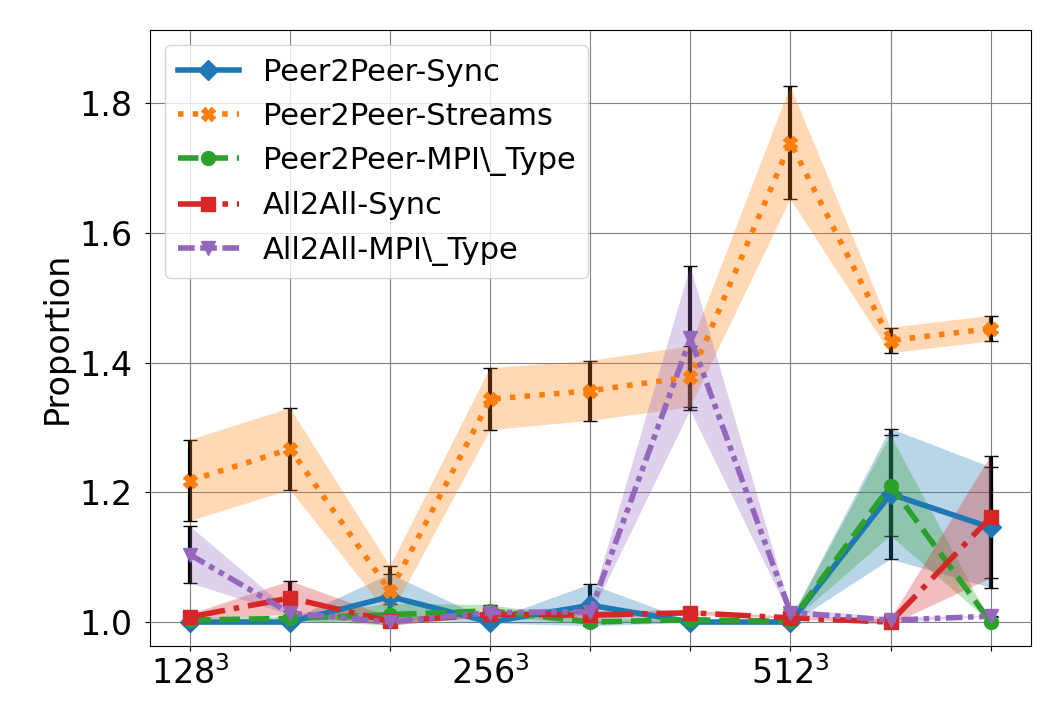 Peer2Peer-Sync
Peer2Peer-Streams
Peer2Peer-MPI\_Type
All2All-Sync
All2All-MPI\_Type
Proportion
1.8
1.6
1.4
1.2
1.0
128³ 256³ 512³